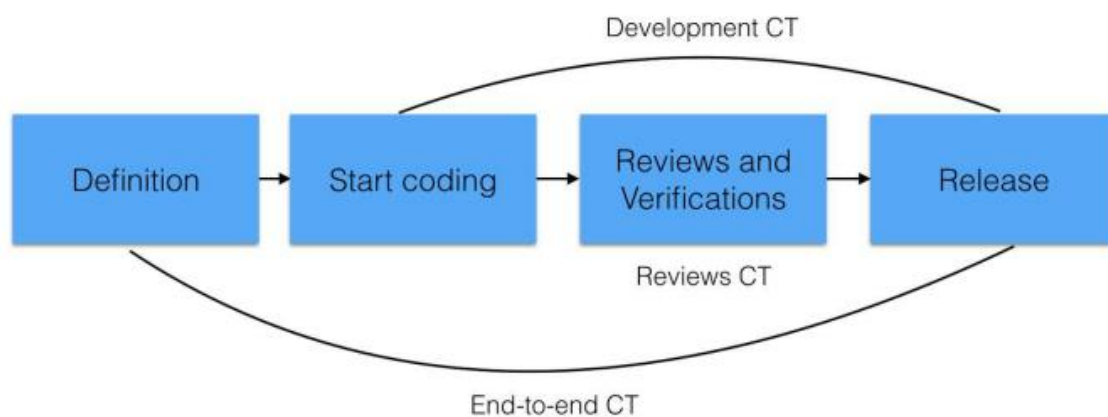 Development CT
Definition
Start coding
Reviews and
Verifications
Release
Reviews CT
End-to-end CT